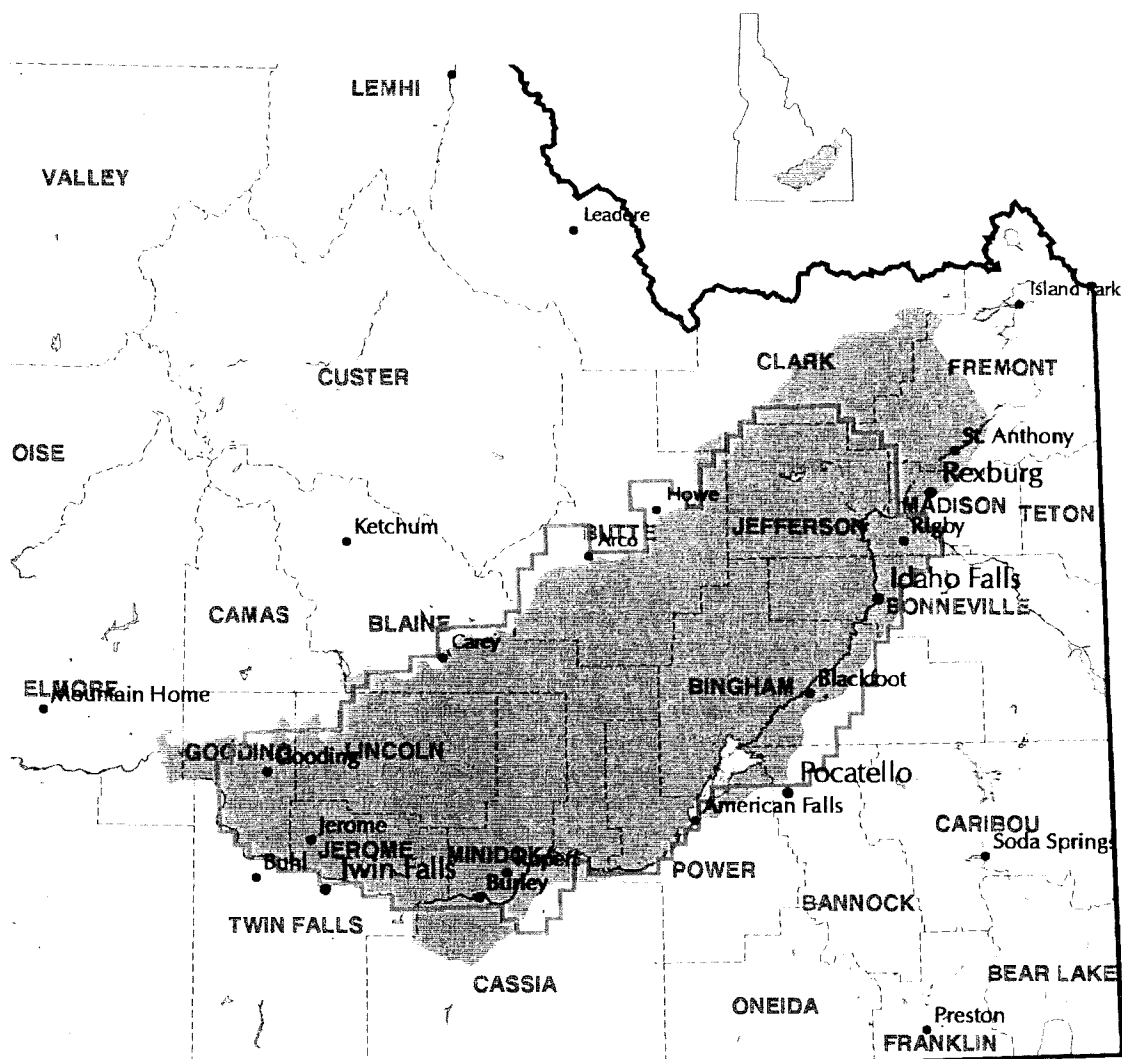 LEMHI
VALLEY
Leadore
Island Park
CLARK
FREMONT
CUSTER
OISE
St. Anthony
Rexburg
Howe
MADISON
TETON
Ketchum
BUTTE
JEFFERSON
Rigby
Arco
Idaho Falls
BONNEVILLE
CAMAS
BLAINE
Carey
ELMORE
Mountain Home
BINGHAM
Blackfoot
GOODING
LINCOLN
Gooding
Pocatello
American Falls
Jerome
CARIBOU
JEROME
MINIDOKA
Rupert
Soda Springs
Buhl
Twin Falls
POWER
Burley
BANNOCK
TWIN FALLS
CASSIA
BEAR LAKE
ONEIDA
Preston
FRANKLIN